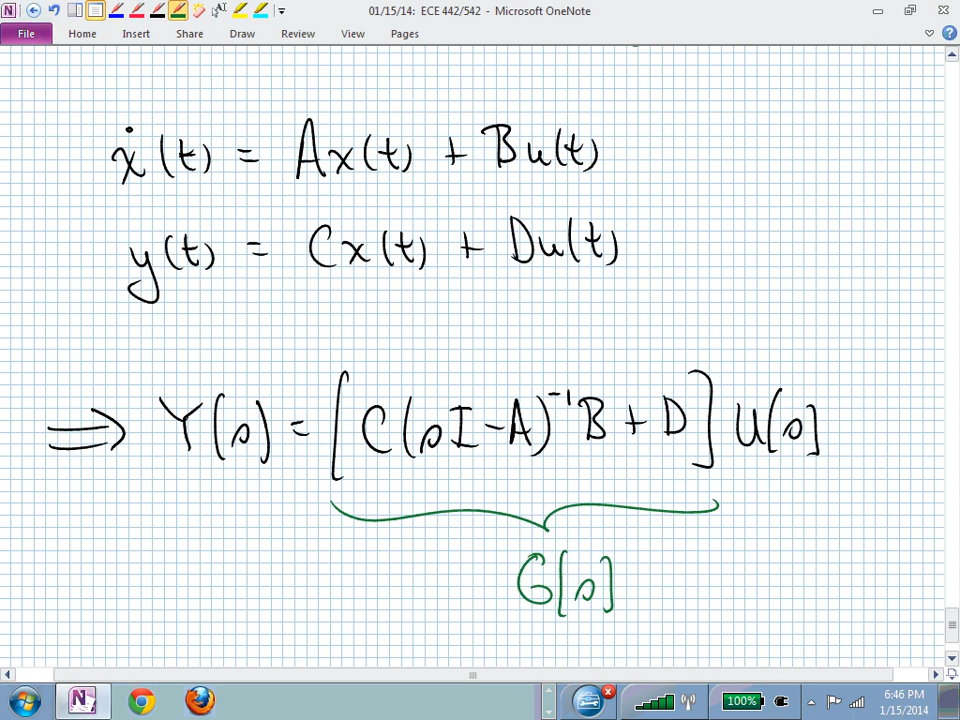 01/15/14: ECE 442/542 - Microsoft OneNote
File Home Insert Share Draw Review View Pages
ẋ(t) = Ax(t) + Bu(t)
y(t) = Cx(t) + Du(t)
⟹ Y(s) = [C(sI-A)⁻¹B + D] U(s)
G(s)
100%
6:46 PM
1/15/2014